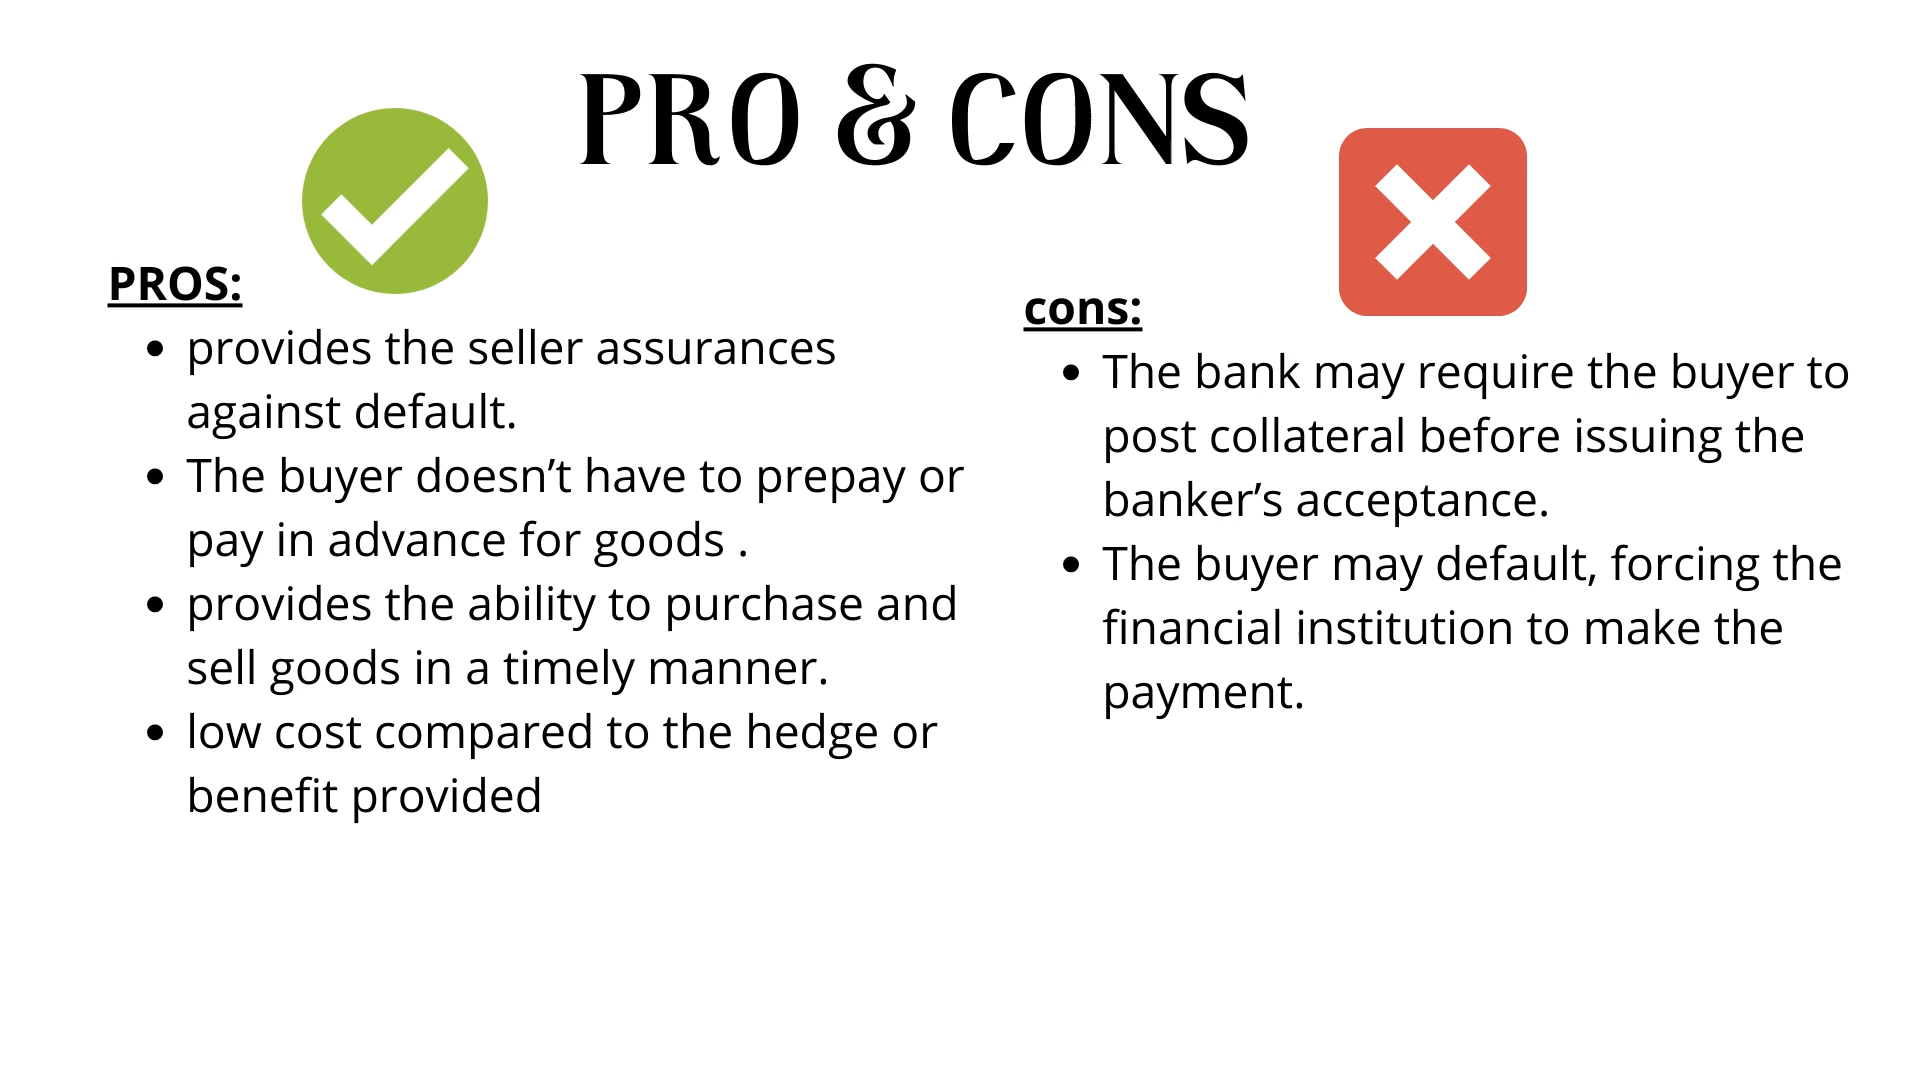 PRO & CONS
PROS:
provides the seller assurances
against default.
The buyer doesn’t have to prepay or
pay in advance for goods .
provides the ability to purchase and
sell goods in a timely manner.
low cost compared to the hedge or
benefit provided
cons:
The bank may require the buyer to
post collateral before issuing the
banker’s acceptance.
The buyer may default, forcing the
financial institution to make the
payment.